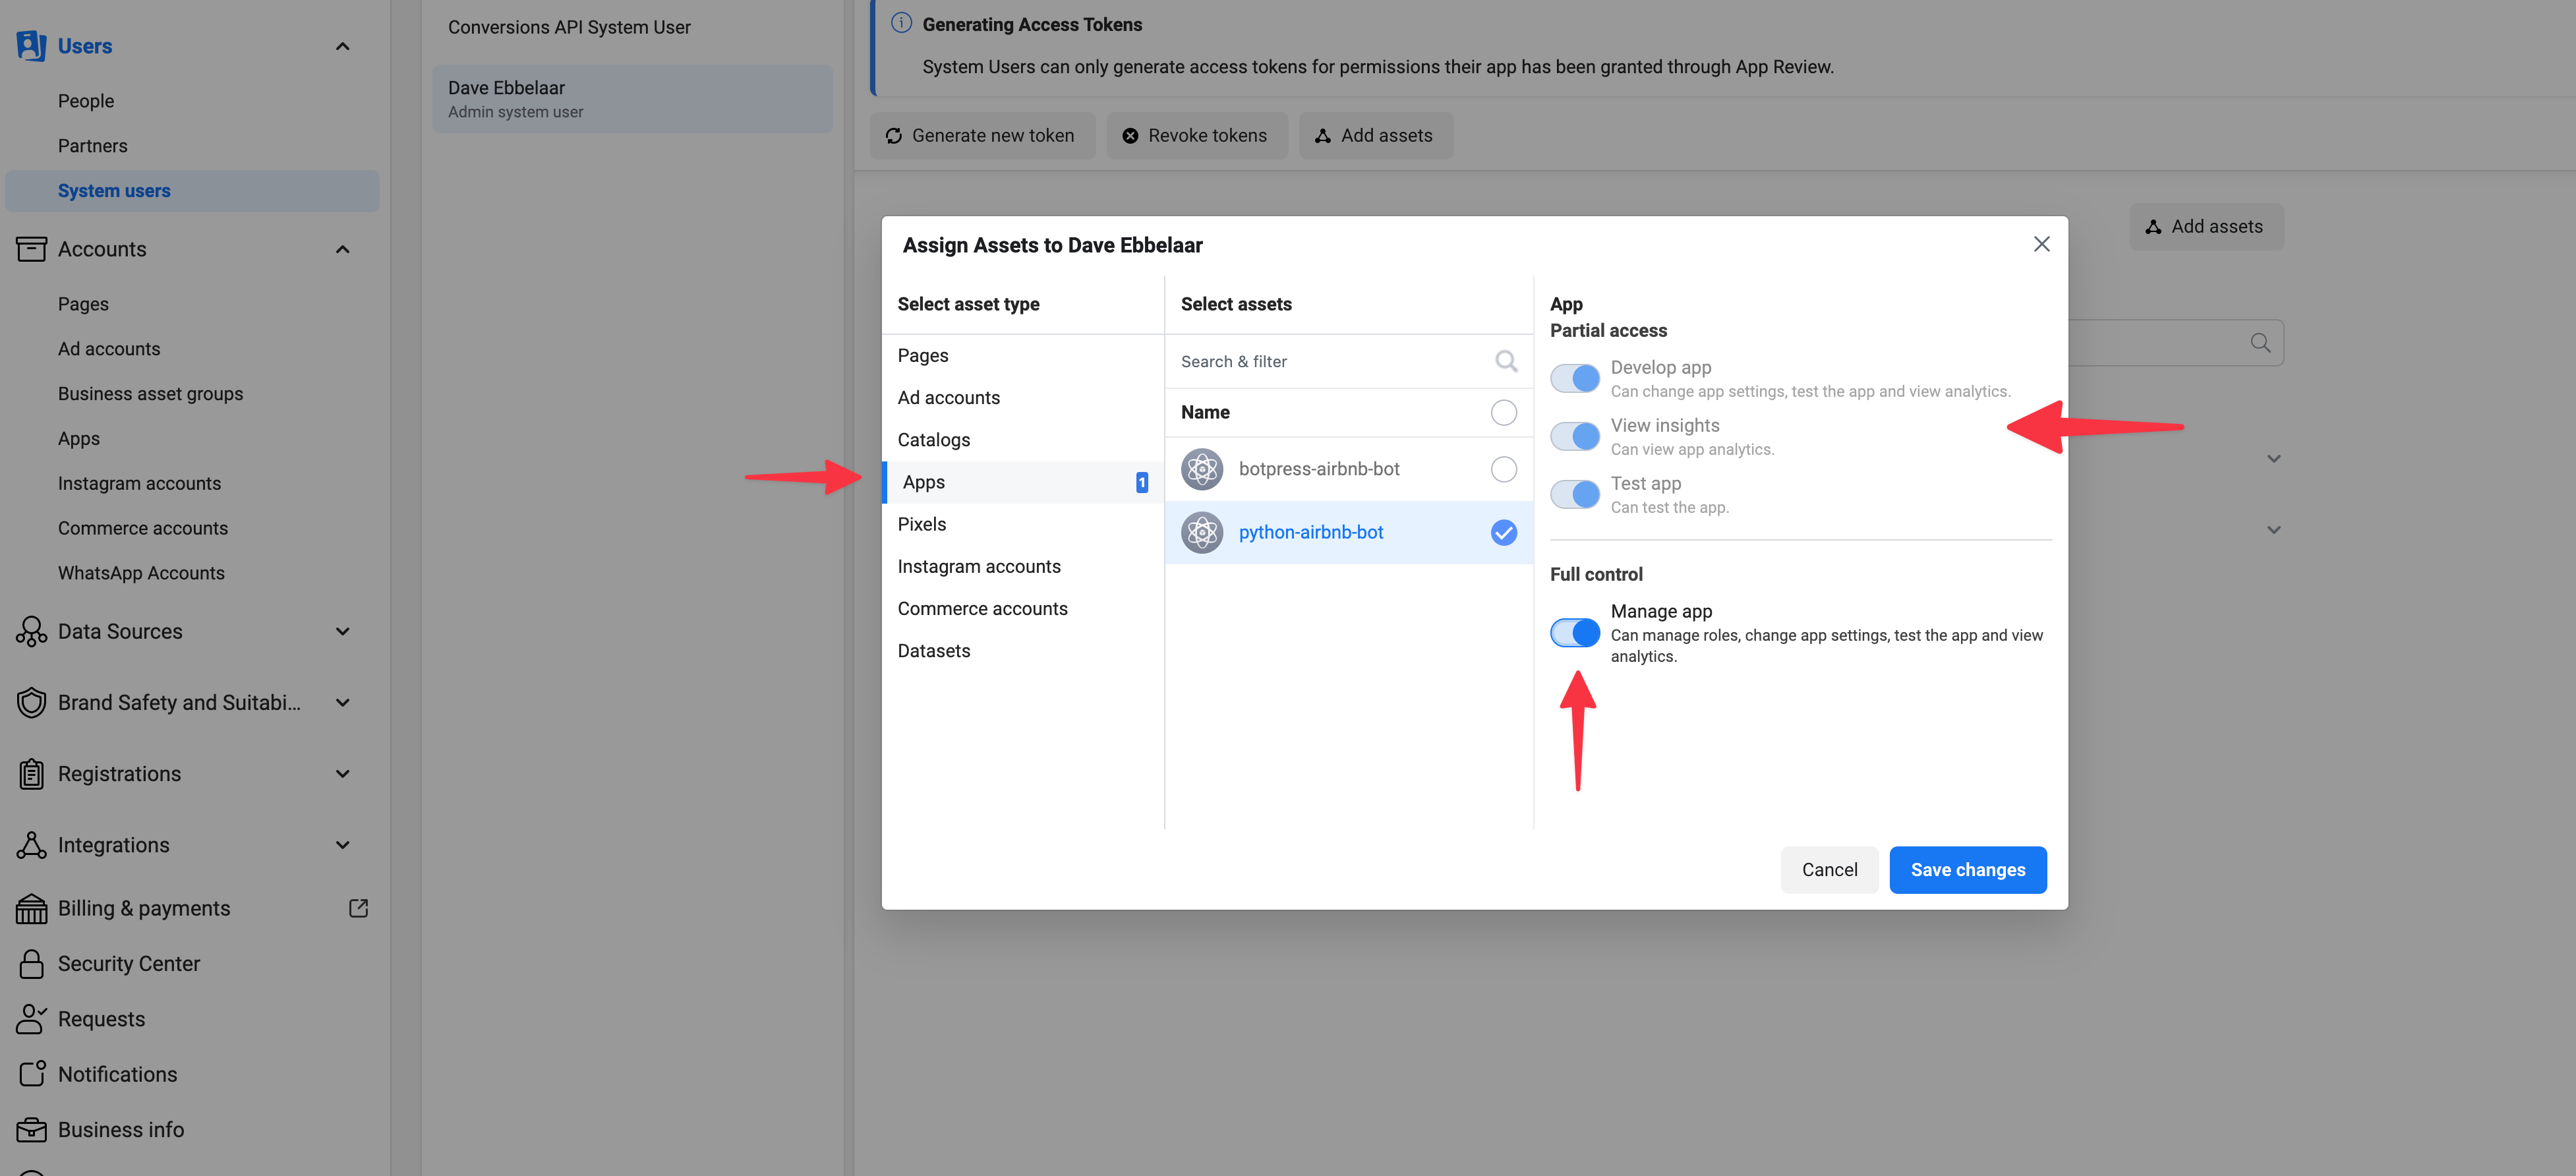 Users
People
Partners
System users
Accounts
Pages
Ad accounts
Business asset groups
Apps
Instagram accounts
Commerce accounts
WhatsApp Accounts
Data Sources
Brand Safety and Suitabi...
Registrations
Integrations
Billing & payments
Security Center
Requests
Notifications
Business info
Conversions API System User
Dave Ebbelaar
Admin system user
Generating Access Tokens
System Users can only generate access tokens for permissions their app has been granted through App Review.
Generate new token
Revoke tokens
Add assets
Add assets
Assign Assets to Dave Ebbelaar
Select asset type
Pages
Ad accounts
Catalogs
Apps 1
Pixels
Instagram accounts
Commerce accounts
Datasets
Select assets
Search & filter
Name
botpress-airbnb-bot
python-airbnb-bot
App
Partial access
Develop app
Can change app settings, test the app and view analytics.
View insights
Can view app analytics.
Test app
Can test the app.
Full control
Manage app
Can manage roles, change app settings, test the app and view
analytics.
Cancel
Save changes